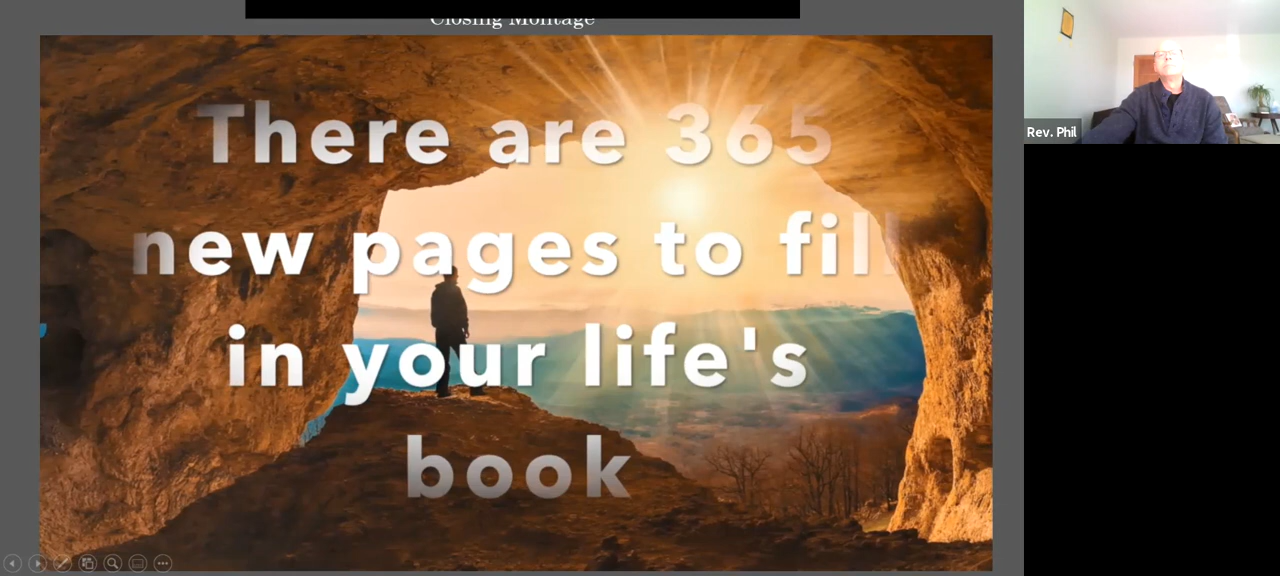 Closing Montage
There are 365
new pages to fill
in your life's
book
Rev. Phil